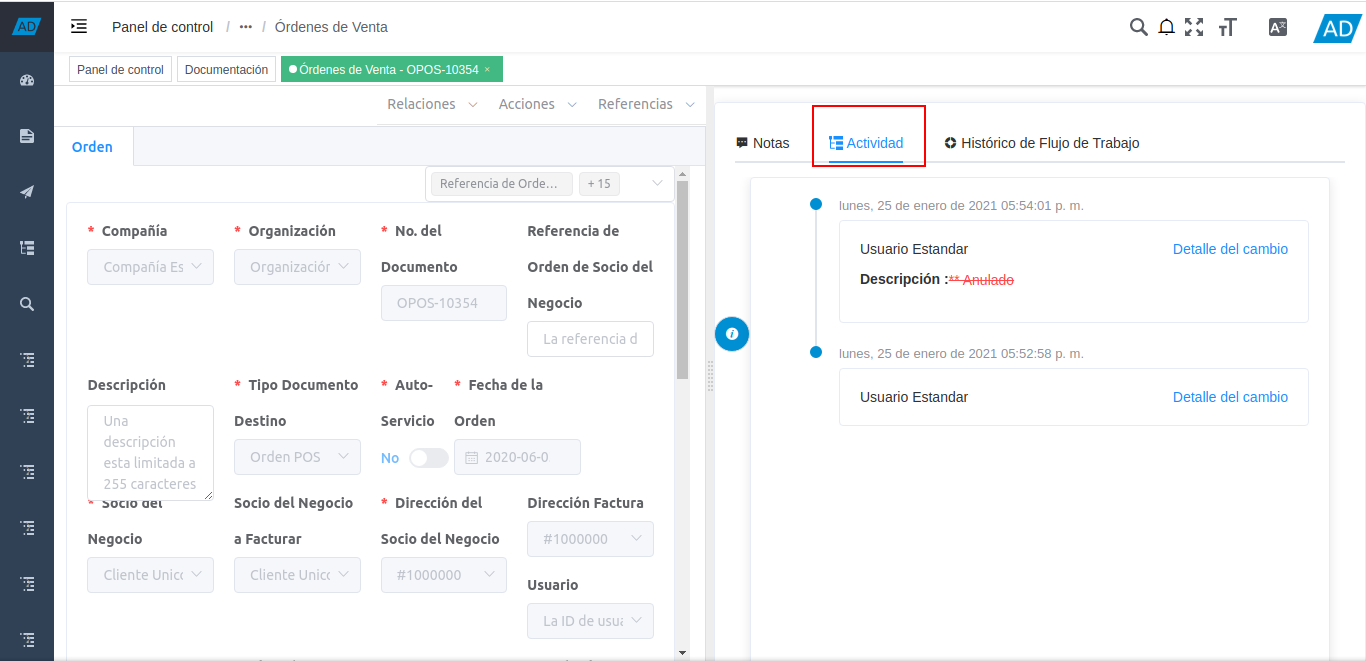 AD
Panel de control / ··· / Órdenes de Venta
AD
Panel de control
Documentación
Órdenes de Venta - OPOS-10354 ×
Relaciones
Acciones
Referencias
Orden
Referencia de Orde...
+ 15
* Compañía
Compañía Es
* Organización
Organización
* No. del
Documento
OPOS-10354
Referencia de
Orden de Socio del
Negocio
La referencia d
Descripción
Una
descripción
esta limitada a
255 caracteres
* Tipo Documento
Destino
Orden POS
* Auto-
Servicio
No
* Fecha de la
Orden
2020-06-0
* Socio del
Negocio
Cliente Unico
Socio del Negocio
a Facturar
Cliente Unico
* Dirección del
Socio del Negocio
#1000000
Dirección Factura
#1000000
Usuario
La ID de usua
Notas
Actividad
Histórico de Flujo de Trabajo
lunes, 25 de enero de 2021 05:54:01 p. m.
Usuario Estandar
Detalle del cambio
Descripción :** Anulado
lunes, 25 de enero de 2021 05:52:58 p. m.
Usuario Estandar
Detalle del cambio